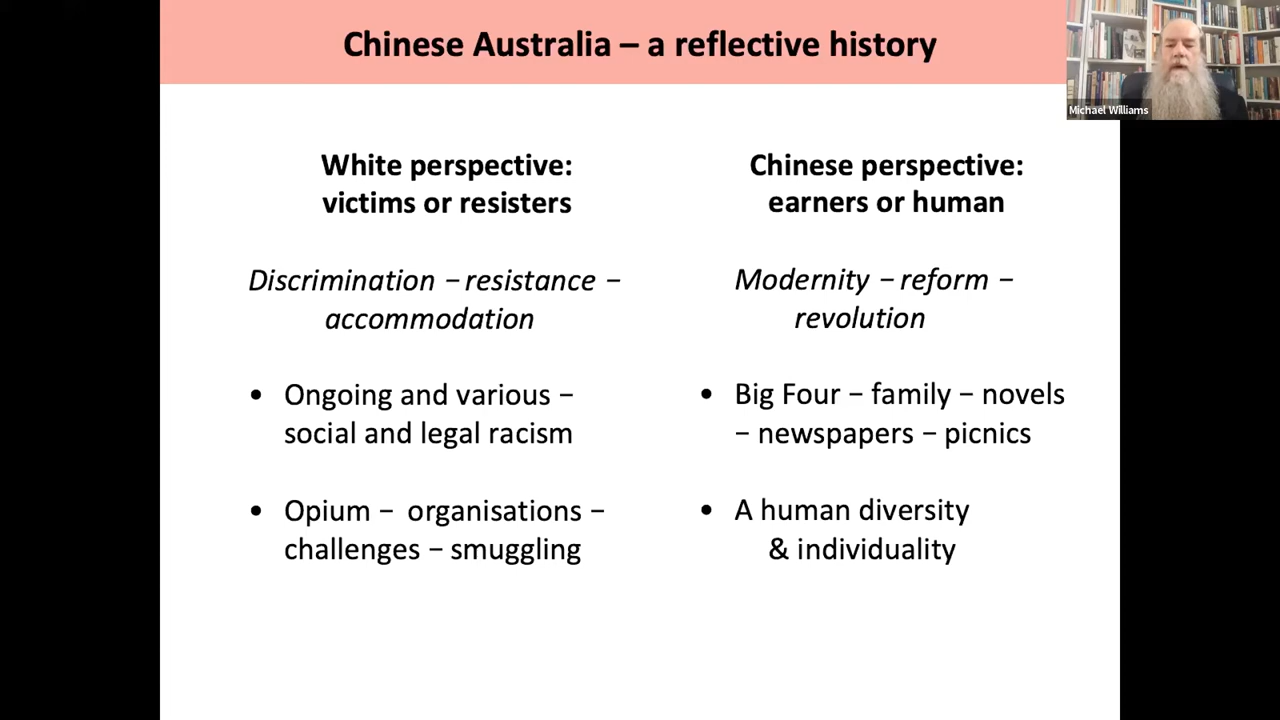 Chinese Australia – a reflective history
Michael Williams
White perspective:
victims or resisters
Discrimination – resistance –
accommodation
• Ongoing and various –
social and legal racism
• Opium – organisations –
challenges – smuggling
Chinese perspective:
earners or human
Modernity – reform –
revolution
• Big Four – family – novels
– newspapers – picnics
• A human diversity
& individuality